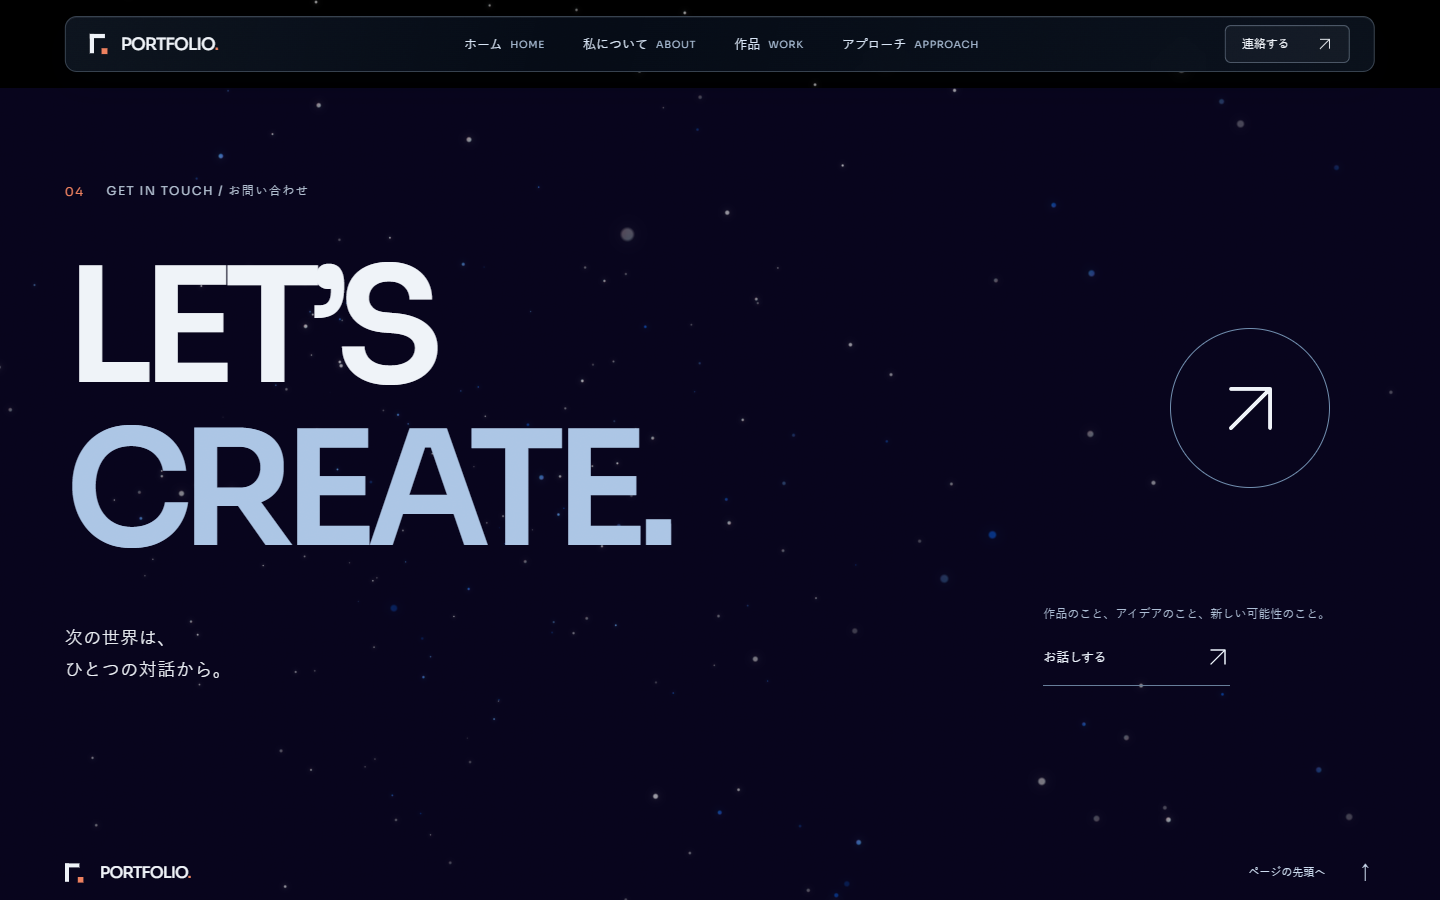 PORTFOLIO.
ホーム HOME
私について ABOUT
作品 WORK
アプローチ APPROACH
連絡する
04 GET IN TOUCH / お問い合わせ
LET’S
CREATE.
次の世界は、
ひとつの対話から。
作品のこと、アイデアのこと、新しい可能性のこと。
お話しする
PORTFOLIO.
ページの先頭へ ↑